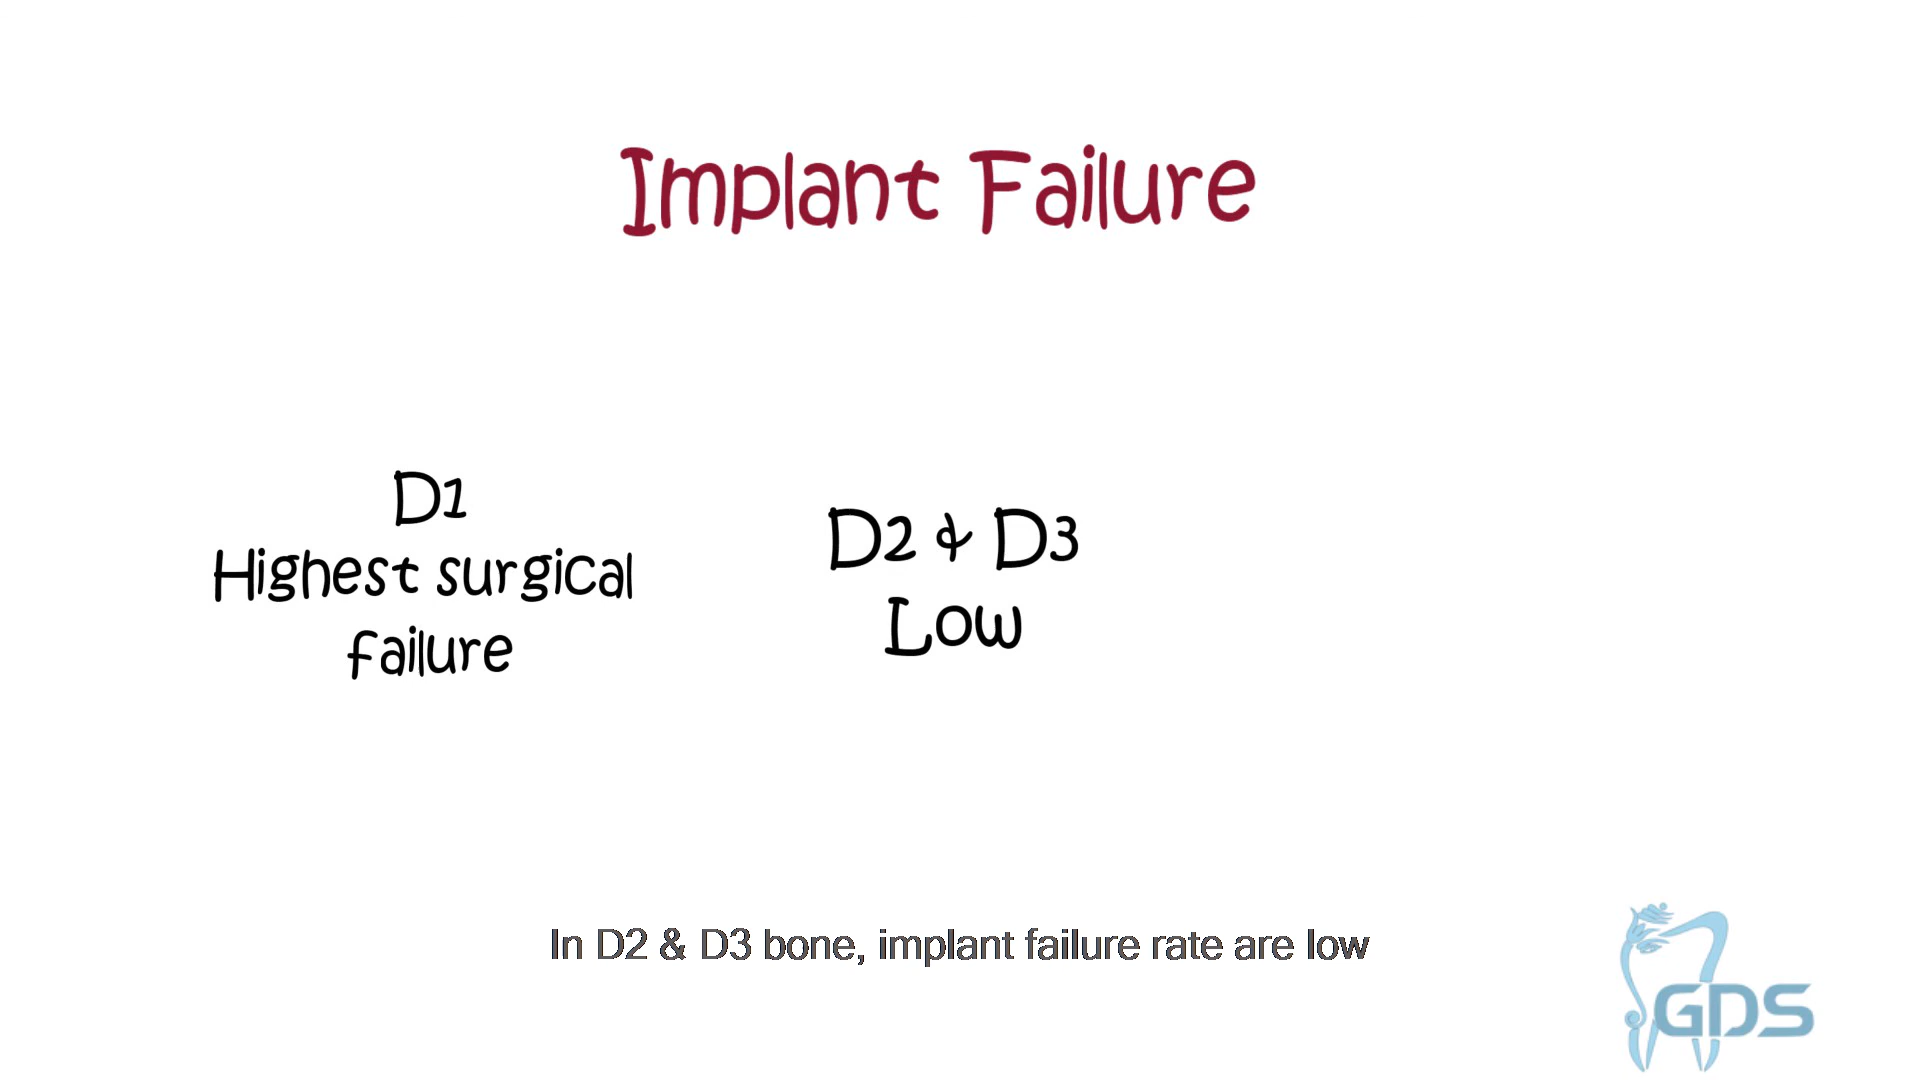 Implant Failure
D1
Highest surgical
failure
D2 & D3
Low
In D2 & D3 bone, implant failure rate are low
GDS